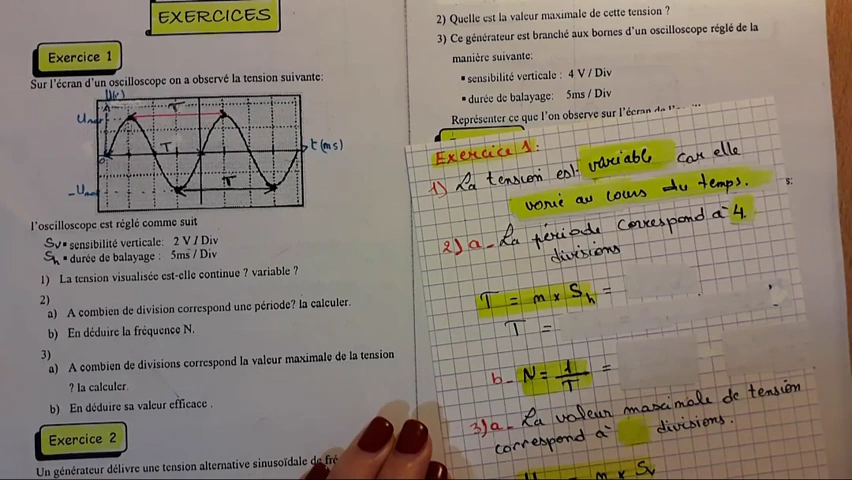 EXERCICES
Exercice 1
Sur l'écran d'un oscilloscope on a observé la tension suivante:
T
T
t(ms)
T
l'oscilloscope est réglé comme suit
Sv ▪ sensibilité verticale: 2 V / Div
Sh ▪ durée de balayage : 5ms / Div
1) La tension visualisée est-elle continue ? variable ?
2)
a) A combien de division correspond une période? la calculer.
b) En déduire la fréquence N.
3)
a) A combien de divisions correspond la valeur maximale de la tension
? la calculer.
b) En déduire sa valeur efficace .
Exercice 2
Un générateur délivre une tension alternative sinusoïdale de
2) Quelle est la valeur maximale de cette tension ?
3) Ce générateur est branché aux bornes d'un oscilloscope réglé de la
manière suivante:
▪ sensibilité verticale : 4 V / Div
▪ durée de balayage : 5ms / Div
Représenter ce que l'on observe sur l'écran
Exercice 1:
1) La tension est variable car elle
varie au cours du temps.
2) a - La période correspond à 4
divisions
T = n x Sh =
T =
b - N = 1/T =
3) a - La valeur maximale de tension
correspond à divisions.
= n x Sv